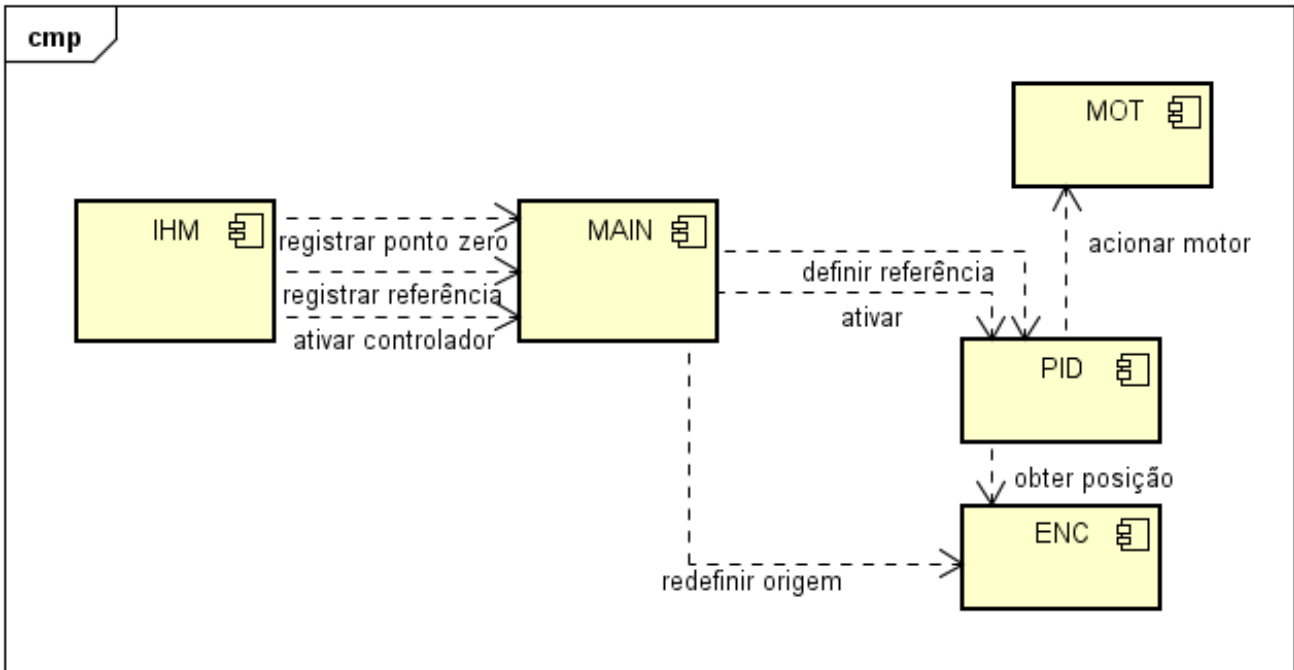 cmp
MOT
IHM
MAIN
registrar ponto zero
acionar motor
definir referência
registrar referência
ativar
ativar controlador
PID
obter posição
ENC
redefinir origem